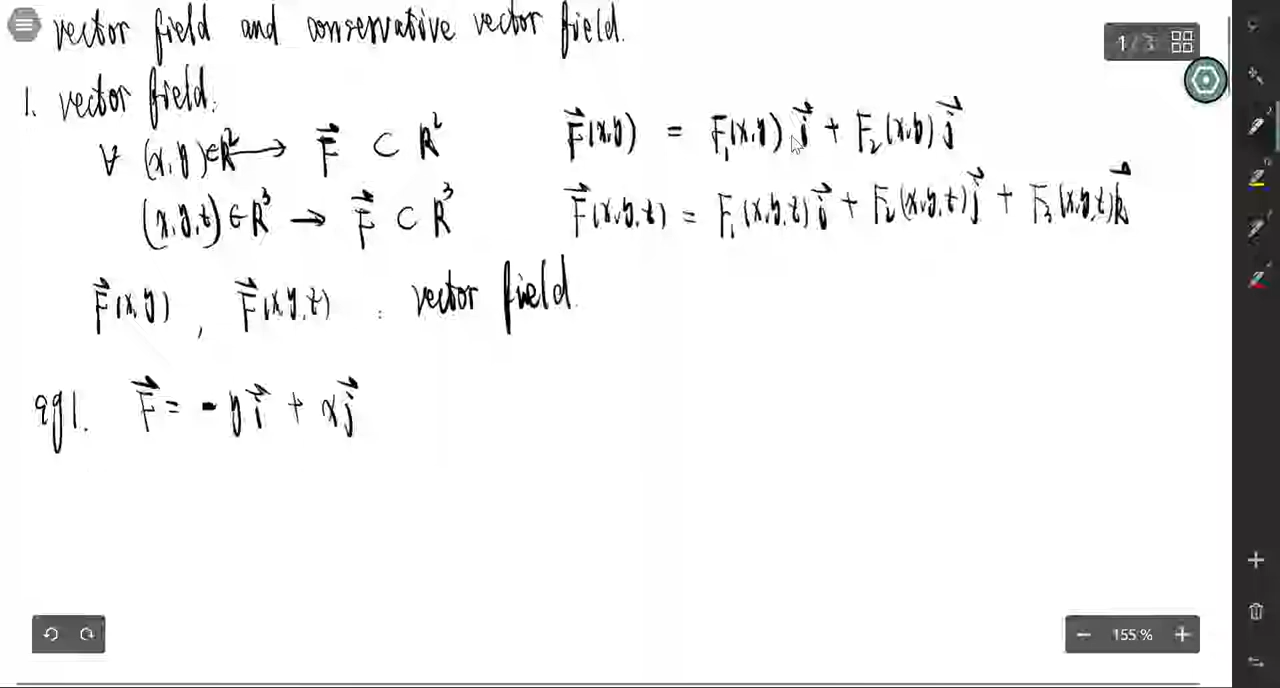 vector field and conservative vector field.
1 / 3
1. vector field.
∀ (x,y)∈R² → F⃗ ⊂ R²
F⃗(x,y) = F₁(x,y) i⃗ + F₂(x,y) j⃗
(x,y,z)∈R³ → F⃗ ⊂ R³
F⃗(x,y,z) = F₁(x,y,z) i⃗ + F₂(x,y,z) j⃗ + F₃(x,y,z) k⃗
F⃗(x,y) , F⃗(x,y,z) : vector field.
eg1. F⃗ = -y i⃗ + x j⃗
155 %